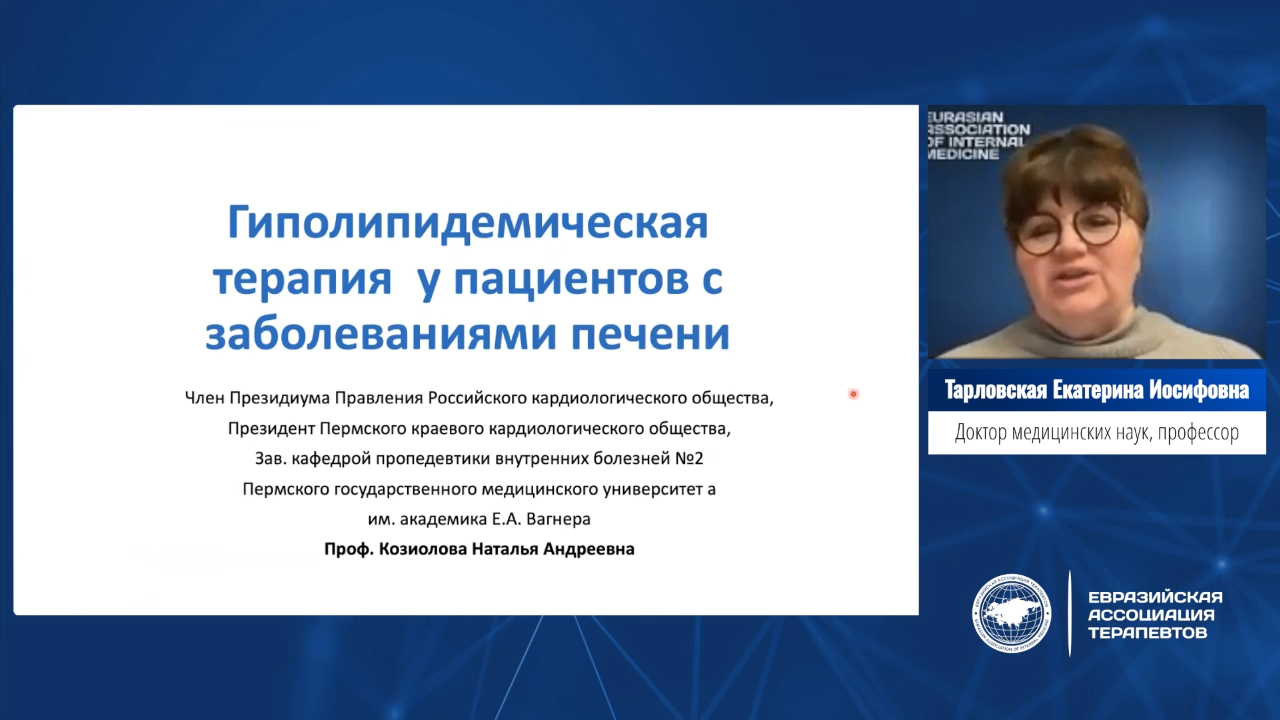 Гиполипидемическая
терапия у пациентов с
заболеваниями печени
Член Президиума Правления Российского кардиологического общества,
Президент Пермского краевого кардиологического общества,
Зав. кафедрой пропедевтики внутренних болезней №2
Пермского государственного медицинского университет а
им. академика Е.А. Вагнера
Проф. Козиолова Наталья Андреевна
EURASIAN
ASSOCIATION
OF INTERNAL
MEDICINE
Тарловская Екатерина Иосифовна
Доктор медицинских наук, профессор
ЕВРАЗИЙСКАЯ
АССОЦИАЦИЯ
ТЕРАПЕВТОВ